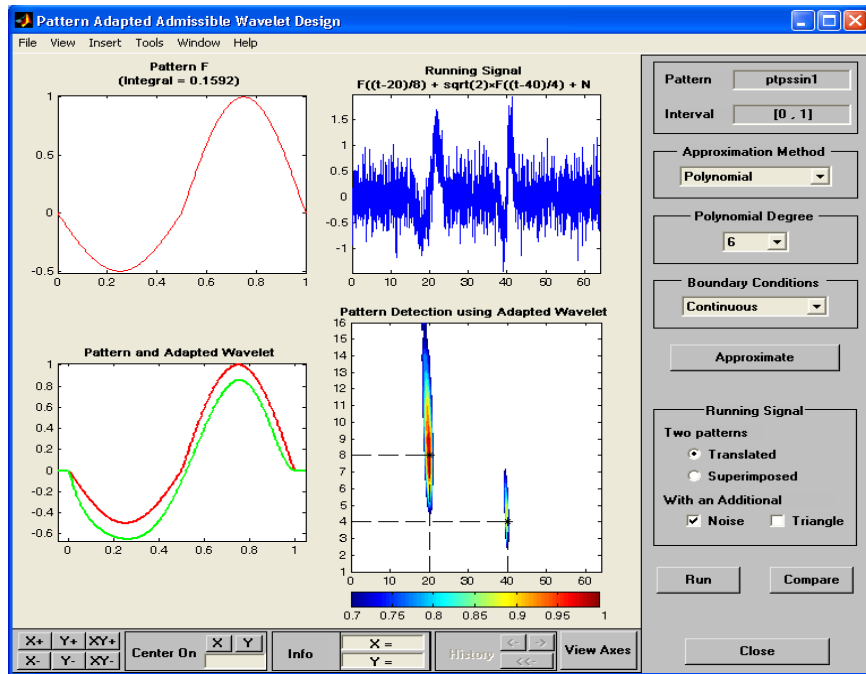 Pattern Adapted Admissible Wavelet Design
File View Insert Tools Window Help
Pattern F
(Integral = 0.1592)
1
0.5
0
-0.5
0 0.2 0.4 0.6 0.8 1
Running Signal
F((t-20)/8) + sqrt(2)×F((t-40)/4) + N
1.5
1
0.5
0
-0.5
-1
0 10 20 30 40 50 60
Pattern and Adapted Wavelet
1
0.8
0.6
0.4
0.2
0
-0.2
-0.4
-0.6
0 0.2 0.4 0.6 0.8 1
Pattern Detection using Adapted Wavelet
16
15
14
13
12
11
10
9
8
7
6
5
4
3
2
1
0 10 20 30 40 50 60
0.7 0.75 0.8 0.85 0.9 0.95 1
Pattern ptpssin1
Interval [0 , 1]
Approximation Method
Polynomial
Polynomial Degree
6
Boundary Conditions
Continuous
Approximate
Running Signal
Two patterns
Translated
Superimposed
With an Additional
Noise Triangle
Run Compare
Close
X+ Y+ XY+
X- Y- XY-
Center On X Y
Info X =
Y =
History <- ->
<<-
View Axes